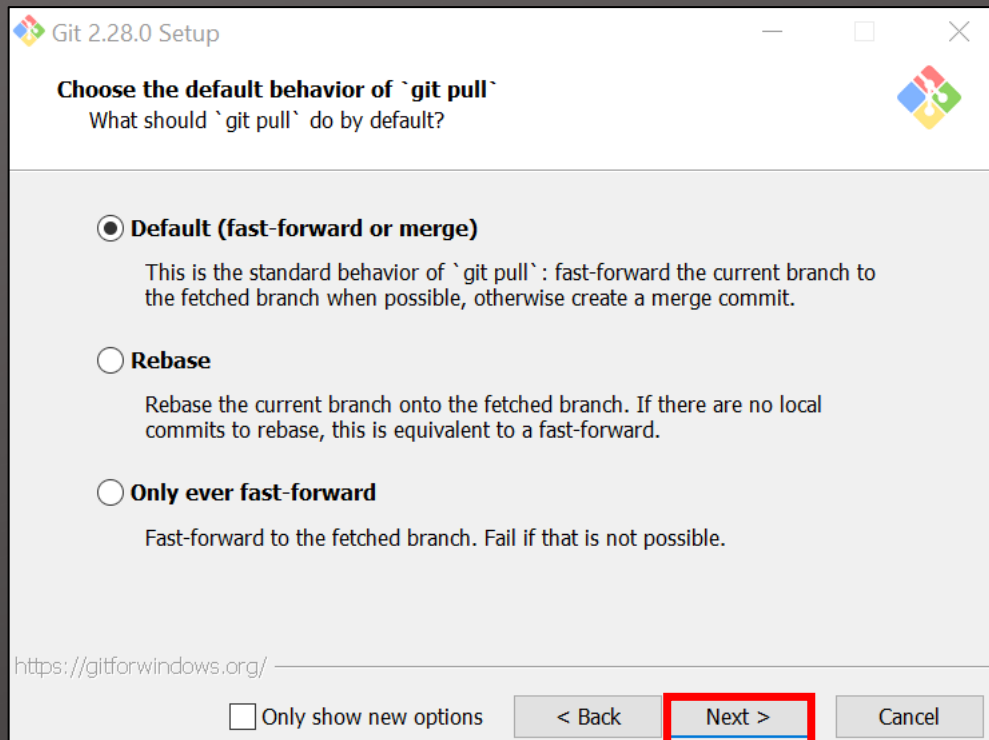 Git 2.28.0 Setup
Choose the default behavior of `git pull`
What should `git pull` do by default?
Default (fast-forward or merge)
This is the standard behavior of `git pull`: fast-forward the current branch to
the fetched branch when possible, otherwise create a merge commit.
Rebase
Rebase the current branch onto the fetched branch. If there are no local
commits to rebase, this is equivalent to a fast-forward.
Only ever fast-forward
Fast-forward to the fetched branch. Fail if that is not possible.
https://gitforwindows.org/
Only show new options < Back Next > Cancel